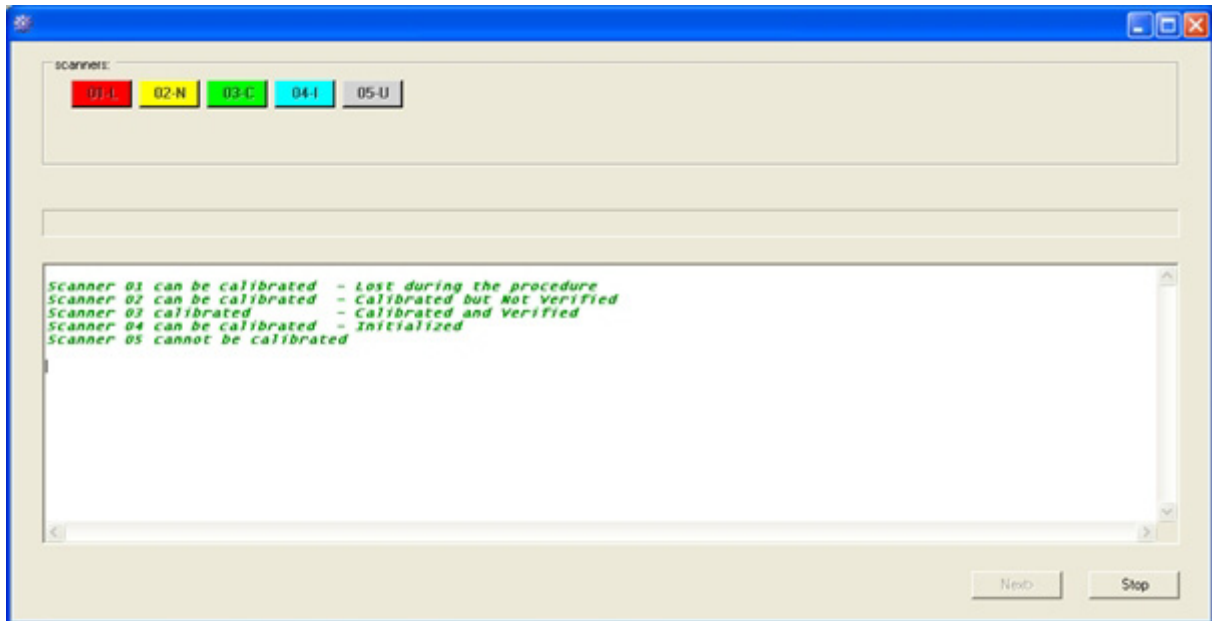 scanners:
01-L 02-N 03-C 04-I 05-U
Scanner 01 can be calibrated - Lost during the procedure
Scanner 02 can be calibrated - Calibrated but Not Verified
Scanner 03 calibrated - Calibrated and Verified
Scanner 04 can be calibrated - Initialized
Scanner 05 cannot be calibrated
Next> Stop